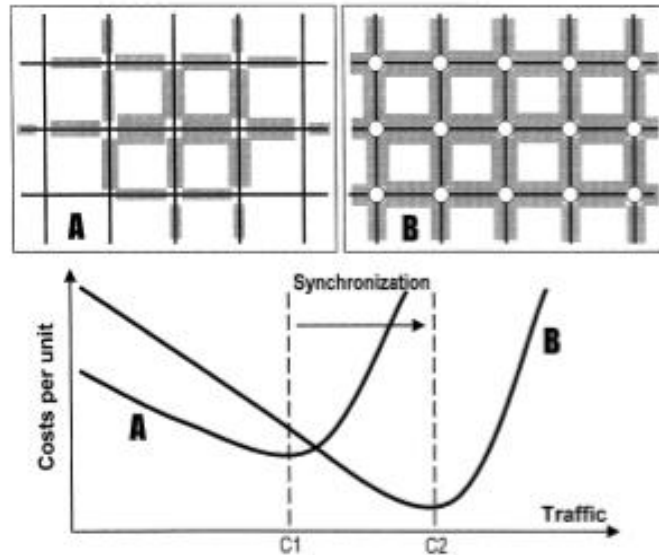 A
B
Synchronization
B
A
Costs per unit
Traffic
C1
C2